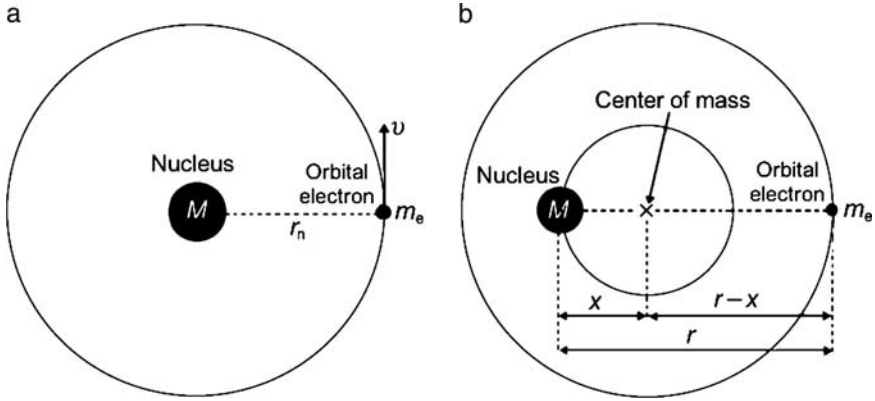 a
Nucleus
M
r_n
Orbital
electron
υ
m_e
b
Center of mass
Nucleus
M
Orbital
electron
m_e
x
r – x
r